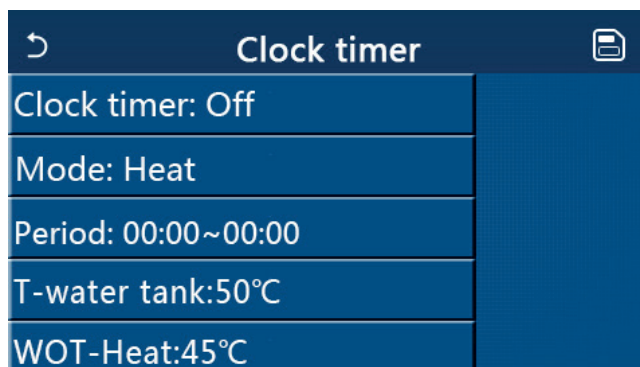 Clock timer
Clock timer: Off
Mode: Heat
Period: 00:00~00:00
T-water tank:50℃
WOT-Heat:45℃